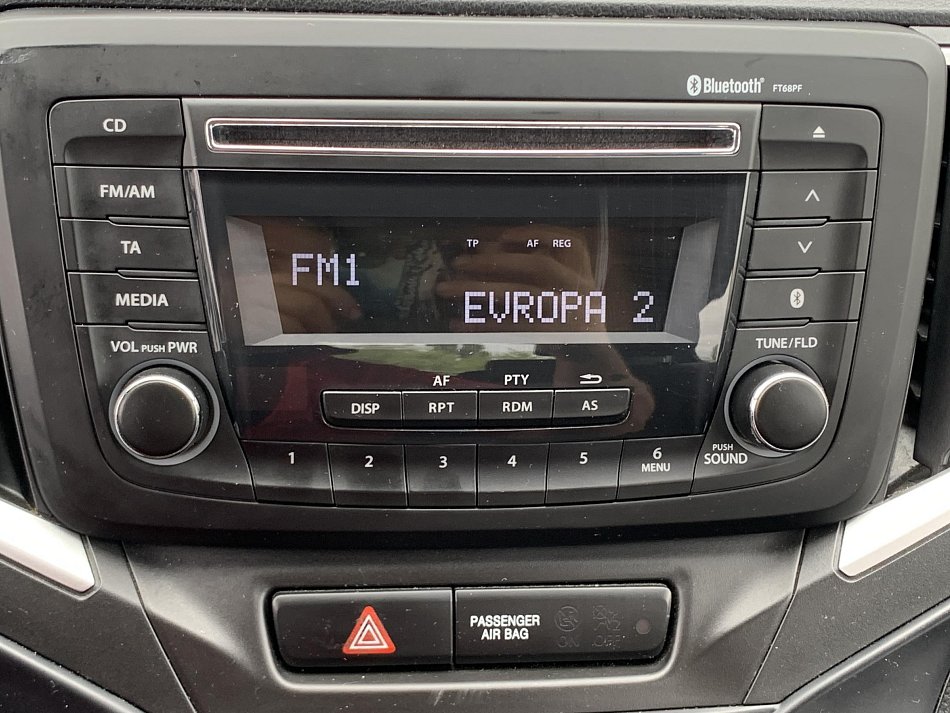 Bluetooth® FT68PF
CD
FM/AM
TA
MEDIA
VOL PUSH PWR
TP AF REG
FM1
EVROPA 2
TUNE/FLD
AF PTY
DISP RPT RDM AS
1 2 3 4 5 6
MENU
PUSH
SOUND
PASSENGER
AIR BAG
ON OFF